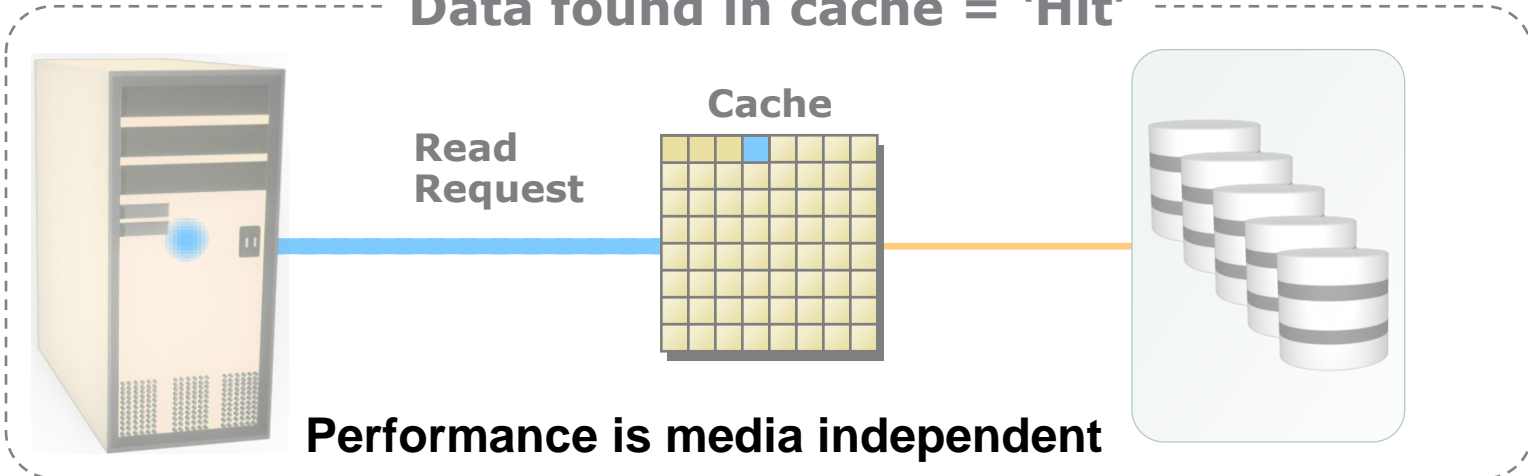 Data found in cache = 'Hit'
Cache
Read
Request
Performance is media independent